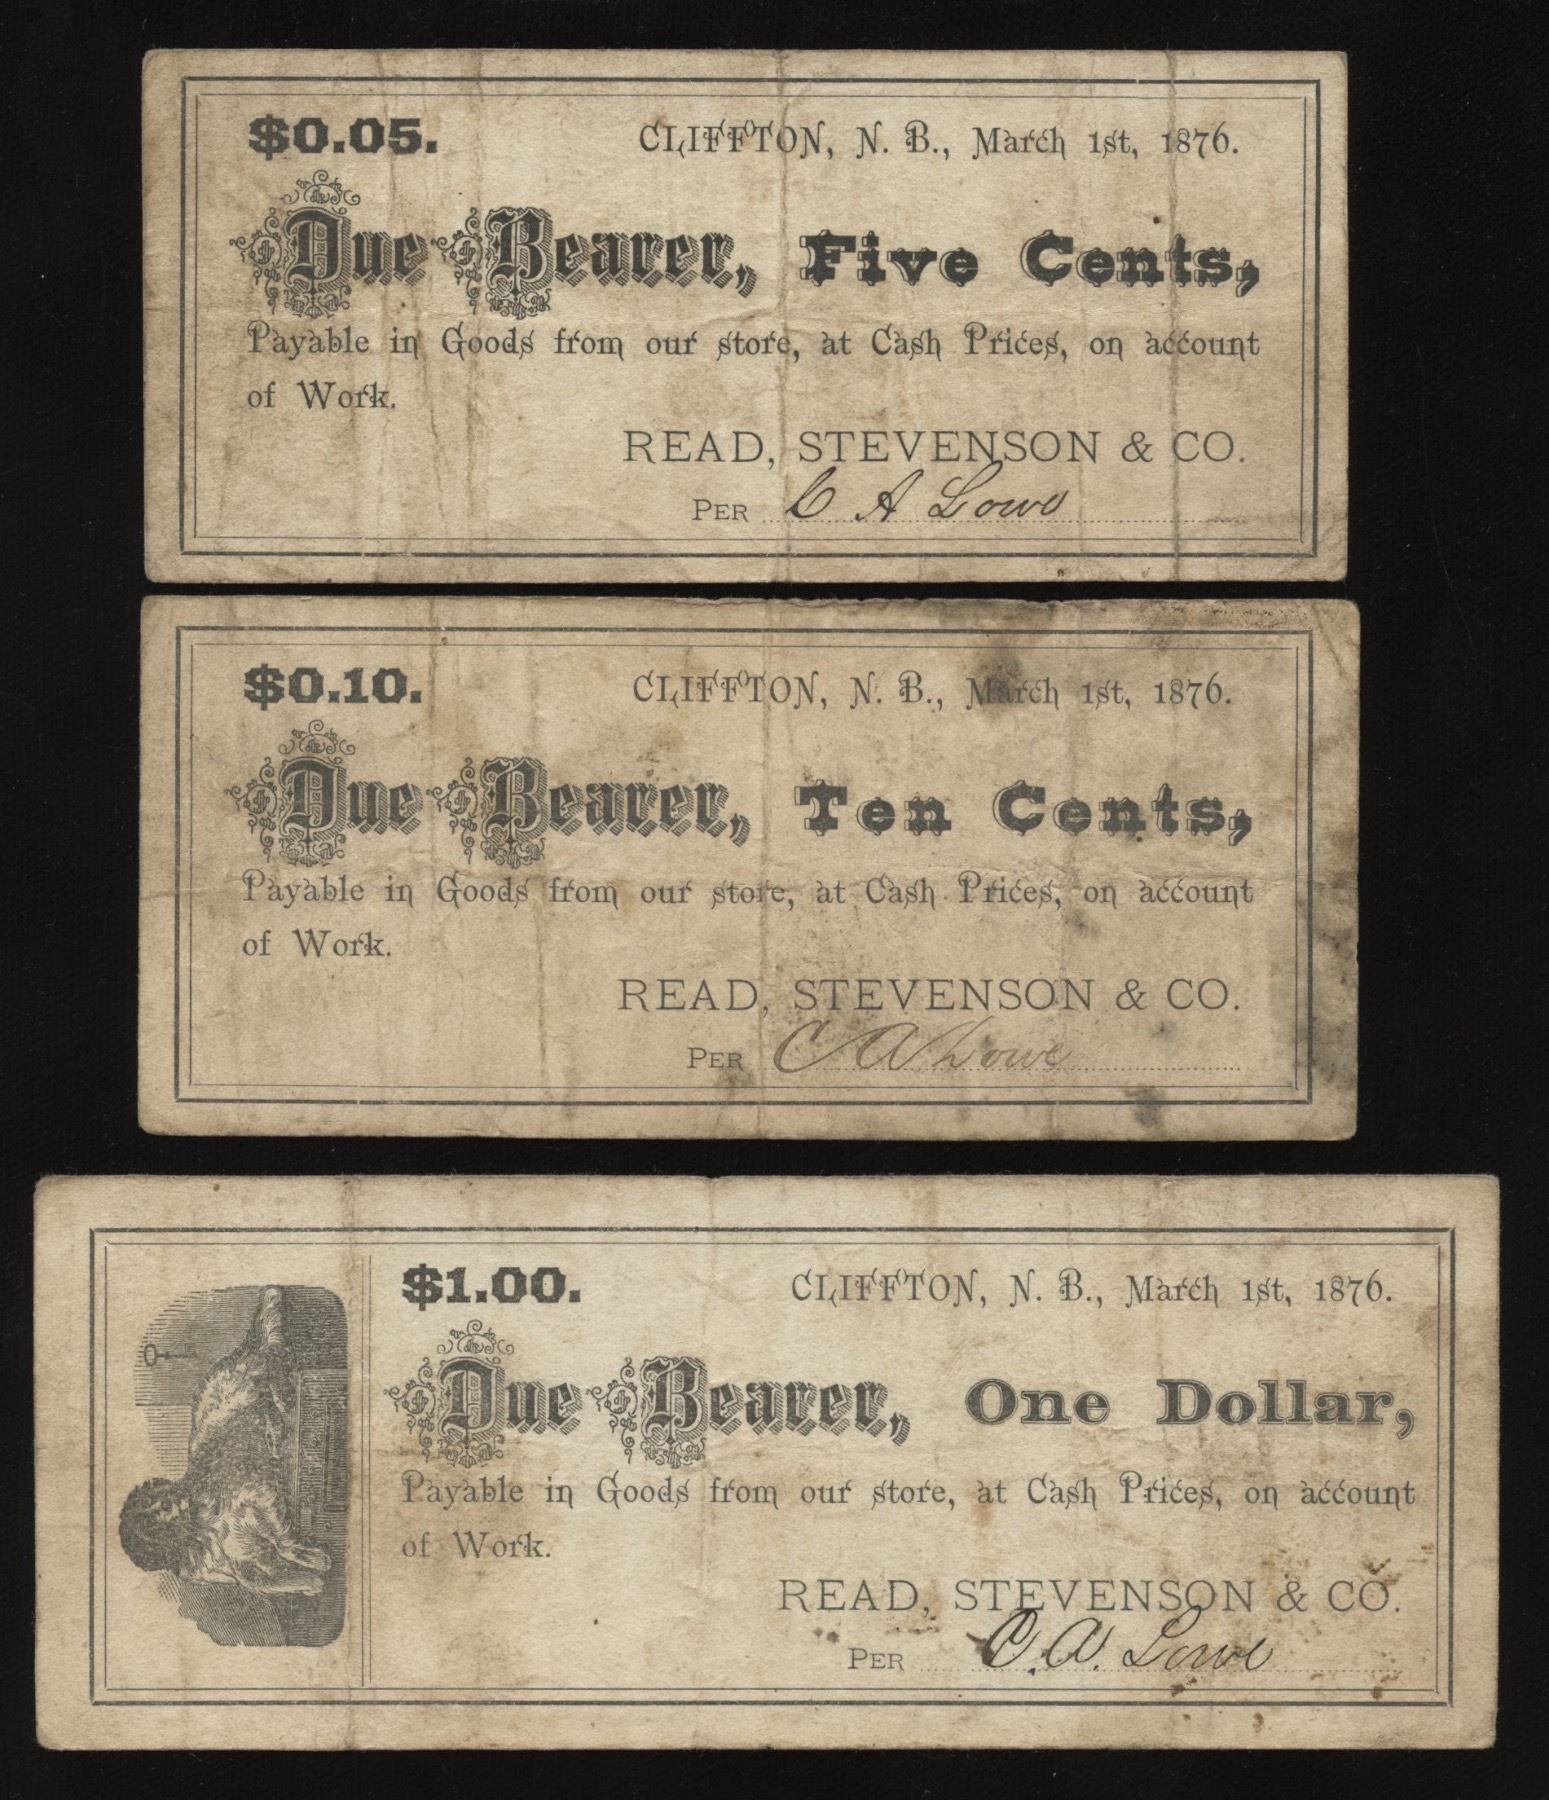 $0.05. CLIFFTON, N. B., March 1st, 1876.
Due Bearer, Five Cents,
Payable in Goods from our store, at Cash Prices, on account
of Work.
READ, STEVENSON & CO.
PER C A Lowe
$0.10. CLIFFTON, N. B., March 1st, 1876.
Due Bearer, Ten Cents,
Payable in Goods from our store, at Cash Prices, on account
of Work.
READ, STEVENSON & CO.
PER C A Lowe
$1.00. CLIFFTON, N. B., March 1st, 1876.
Due Bearer, One Dollar,
Payable in Goods from our store, at Cash Prices, on account
of Work.
READ, STEVENSON & CO.
PER C. A. Lowe